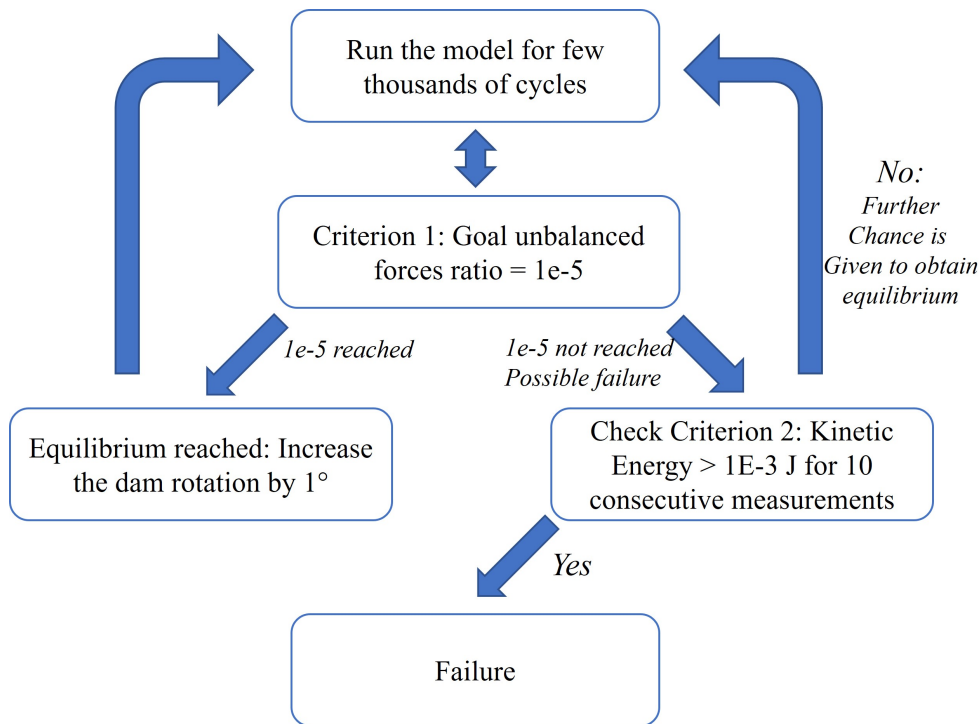 Run the model for few
thousands of cycles
No:
Further
Chance is
Given to obtain
equilibrium
Criterion 1: Goal unbalanced
forces ratio = 1e-5
1e-5 reached
1e-5 not reached
Possible failure
Equilibrium reached: Increase
the dam rotation by 1°
Check Criterion 2: Kinetic
Energy > 1E-3 J for 10
consecutive measurements
Yes
Failure